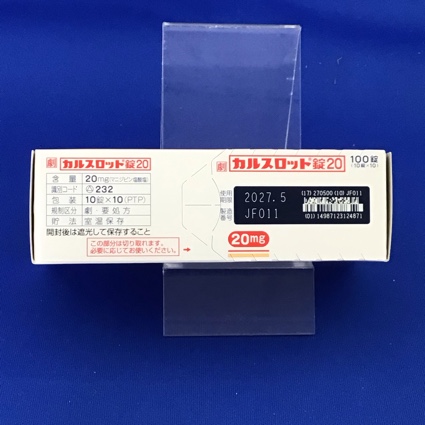 劇 カルスロット錠20
含量 20mg(マニジピン塩酸塩)
識別コード 232
包装 10錠×10(PTP)
規制区分 劇・要処方
貯法 室温保存
開封後は遮光して保存すること
この部分は切り取れます。
必要に応じてお使いください。
劇 カルスロット錠20 100錠
(10錠×10)
使用期限 2027.5
製造番号 JF011
(17) 270500 (10) JF011
(01) 14987123124871
20mg